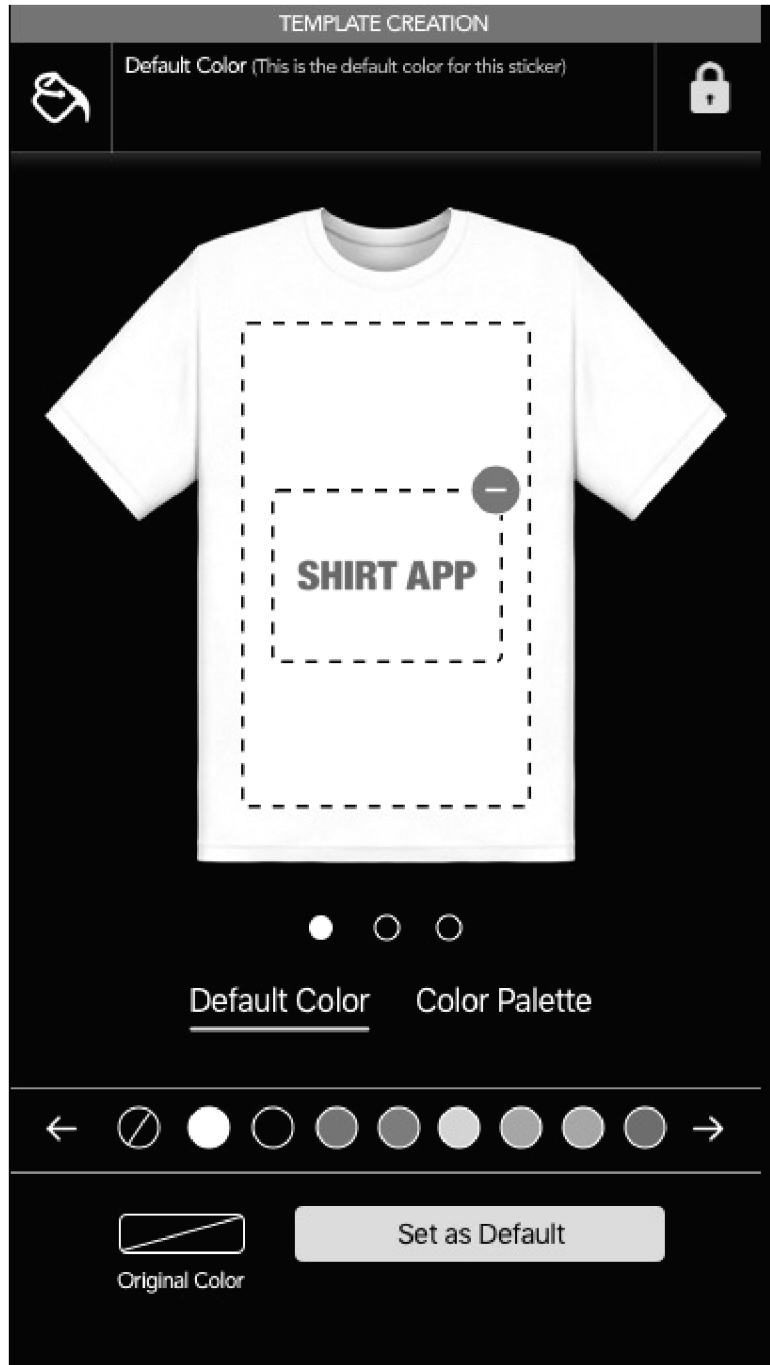 TEMPLATE CREATION
Default Color (This is the default color for this sticker)
SHIRT APP
Default Color
Color Palette
Set as Default
Original Color